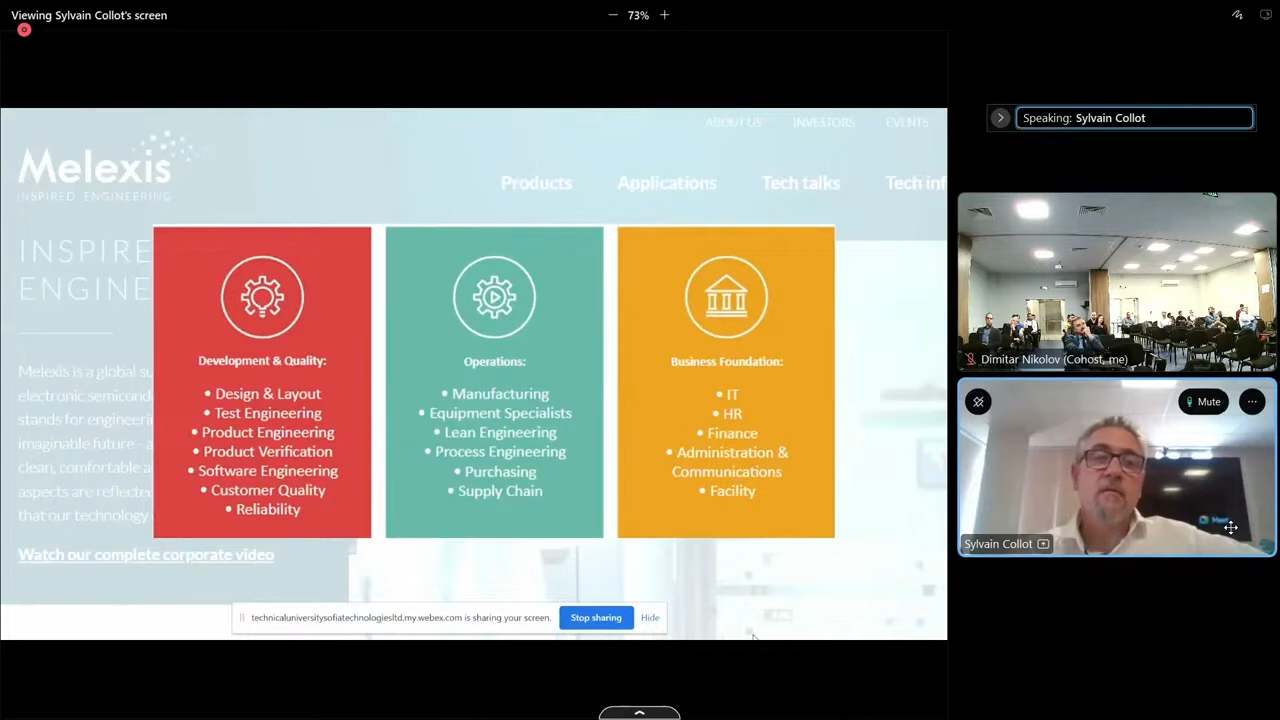 Viewing Sylvain Collot's screen
73%
Speaking: Sylvain Collot
ABOUT US INVESTORS EVENTS
Melexis
INSPIRED ENGINEERING
Products Applications Tech talks Tech inf
INSPIRE
ENGINE
Melexis is a global su
electronic semicond
stands for engineerin
imaginable future - a
clean, comfortable a
aspects are reflected
that our technology
Watch our complete corporate video
Development & Quality:
• Design & Layout
• Test Engineering
• Product Engineering
• Product Verification
• Software Engineering
• Customer Quality
• Reliability
Operations:
• Manufacturing
• Equipment Specialists
• Lean Engineering
• Process Engineering
• Purchasing
• Supply Chain
Business Foundation:
• IT
• HR
• Finance
• Administration &
Communications
• Facility
technicaluniversitysofiatechnologiesltd.my.webex.com is sharing your screen.
Stop sharing
Hide
Dimitar Nikolov (Cohost, me)
Mute
Sylvain Collot